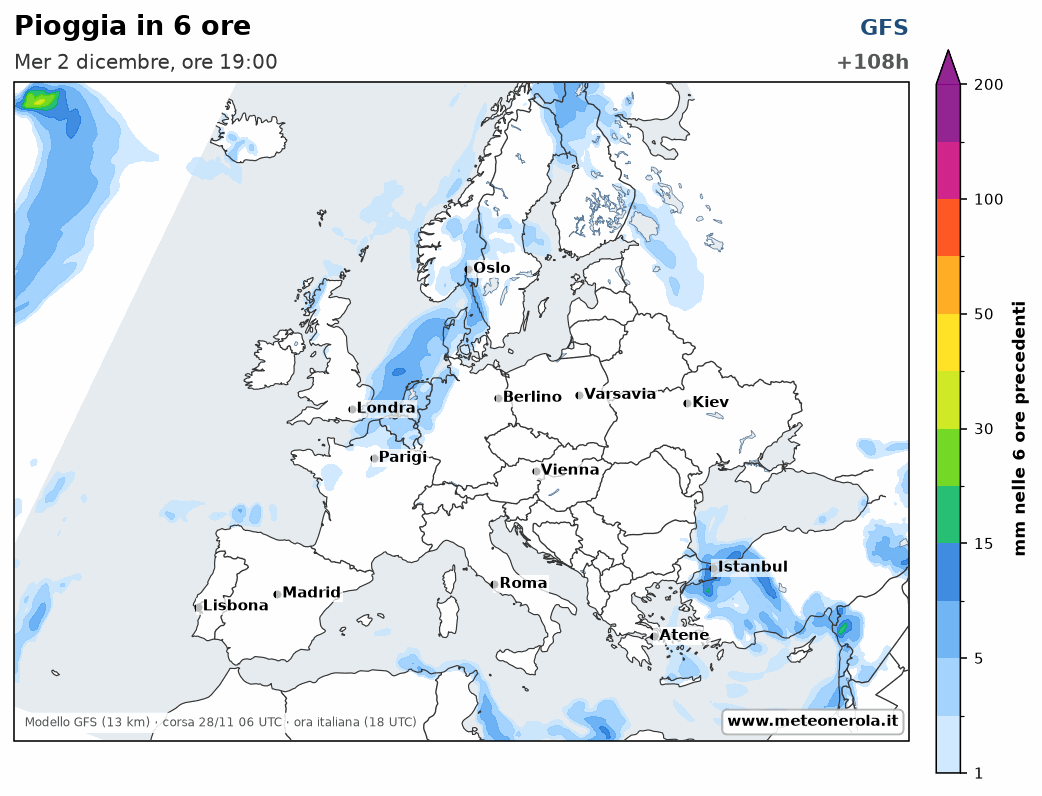 Pioggia in 6 ore
GFS
Mer 2 dicembre, ore 19:00
+108h
200
100
50
30
15
5
1
mm nelle 6 ore precedenti
Oslo
Londra
Berlino
Varsavia
Kiev
Parigi
Vienna
Istanbul
Roma
Madrid
Lisbona
Atene
Modello GFS (13 km) · corsa 28/11 06 UTC · ora italiana (18 UTC)
www.meteonerola.it